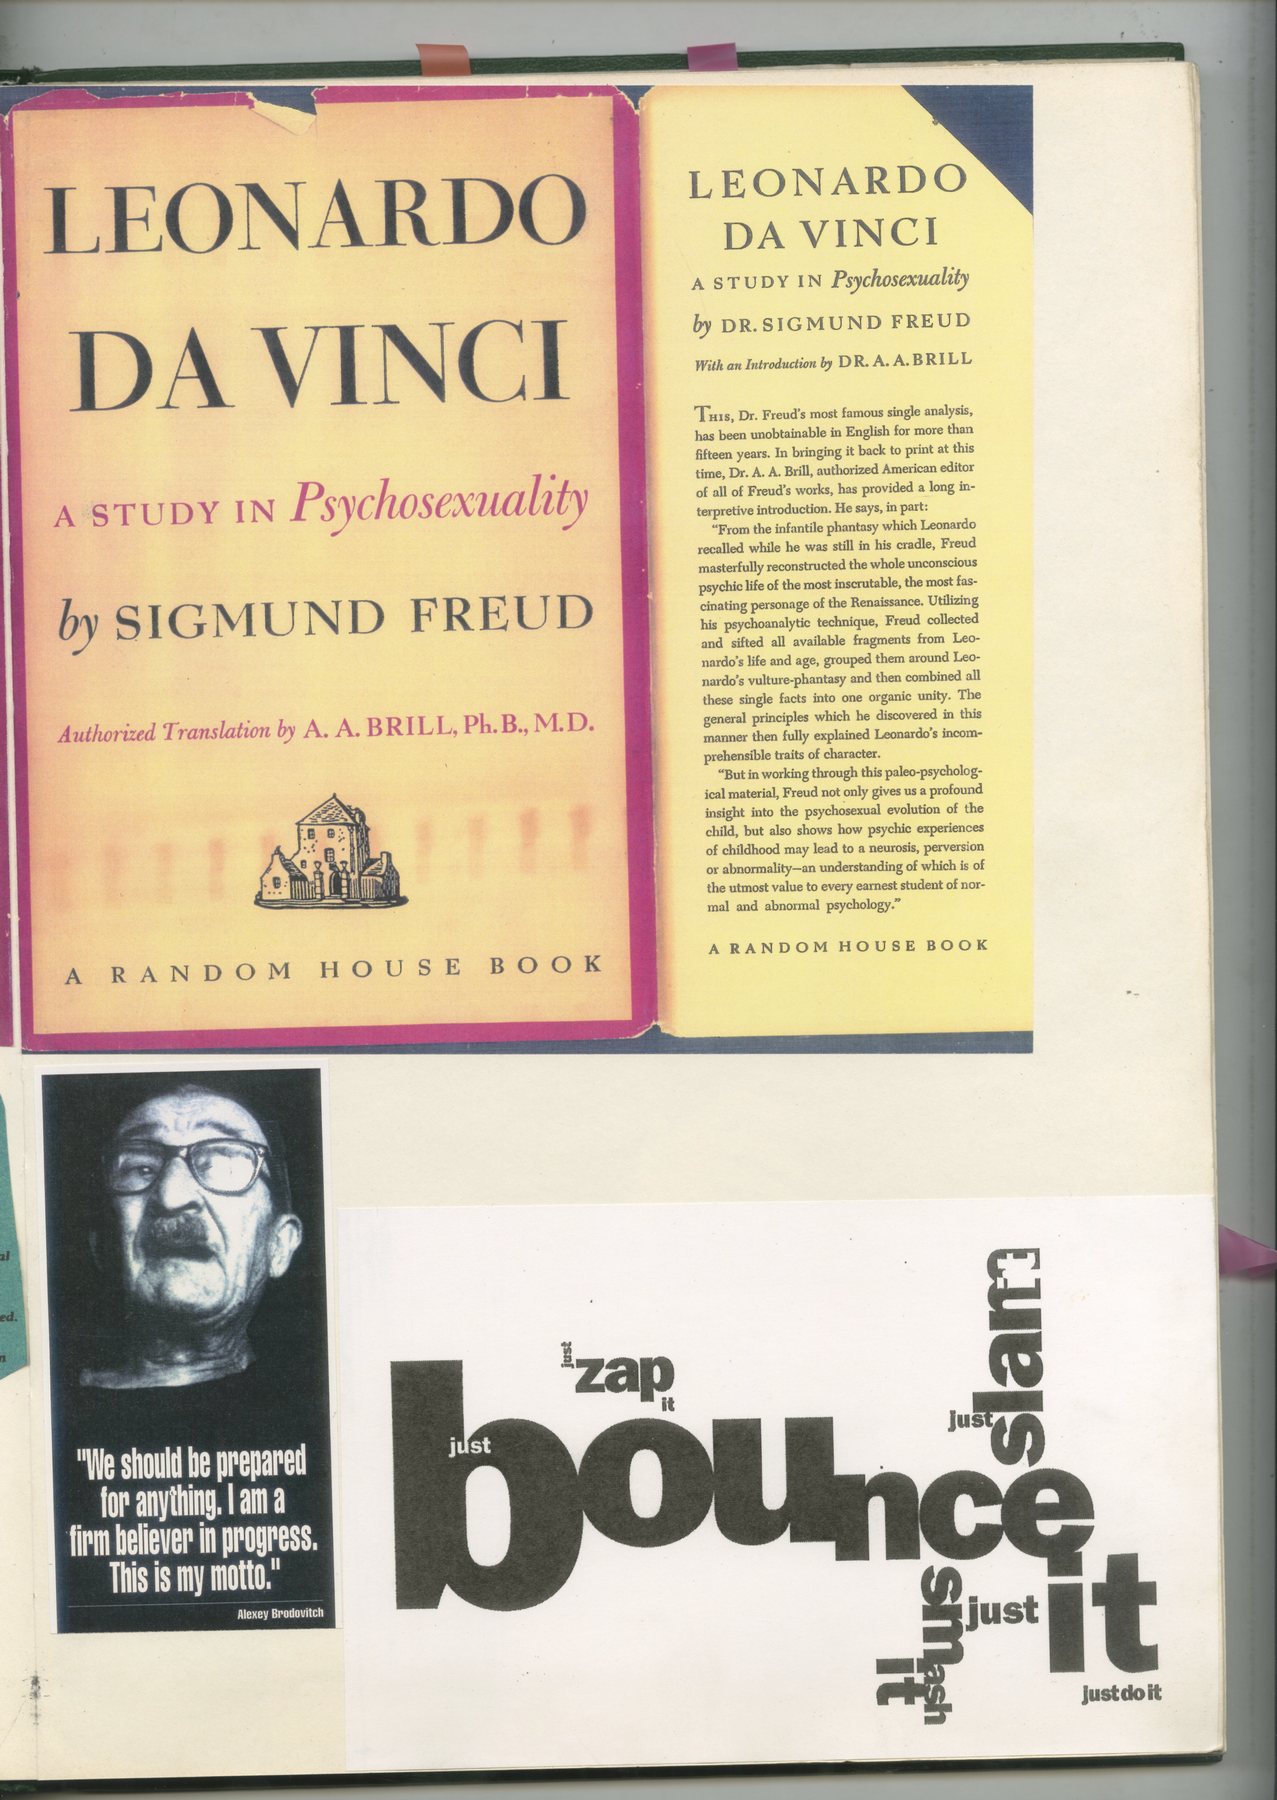 LEONARDO
DA VINCI
A STUDY IN Psychosexuality
by SIGMUND FREUD
Authorized Translation by A. A. BRILL, Ph.B., M.D.
A RANDOM HOUSE BOOK
LEONARDO
DA VINCI
A STUDY IN Psychosexuality
by DR. SIGMUND FREUD
With an Introduction by DR. A. A. BRILL
THIS, Dr. Freud's most famous single analysis,
has been unobtainable in English for more than
fifteen years. In bringing it back to print at this
time, Dr. A. A. Brill, authorized American editor
of all of Freud's works, has provided a long in-
terpretive introduction. He says, in part:
"From the infantile phantasy which Leonardo
recalled while he was still in his cradle, Freud
masterfully reconstructed the whole unconscious
psychic life of the most inscrutable, the most fas-
cinating personage of the Renaissance. Utilizing
his psychoanalytic technique, Freud collected
and sifted all available fragments from Leo-
nardo's life and age, grouped them around Leo-
nardo's vulture-phantasy and then combined all
these single facts into one organic unity. The
general principles which he discovered in this
manner then fully explained Leonardo's incom-
prehensible traits of character.
"But in working through this paleo-psycholog-
ical material, Freud not only gives us a profound
insight into the psychosexual evolution of the
child, but also shows how psychic experiences
of childhood may lead to a neurosis, perversion
or abnormality—an understanding of which is of
the utmost value to every earnest student of nor-
mal and abnormal psychology."
A RANDOM HOUSE BOOK
al
ed.
n
"We should be prepared
for anything. I am a
firm believer in progress.
This is my motto."
Alexey Brodovitch
just
zap
it
just
bounce
just
slam
it
just
it
smash
it
just do it